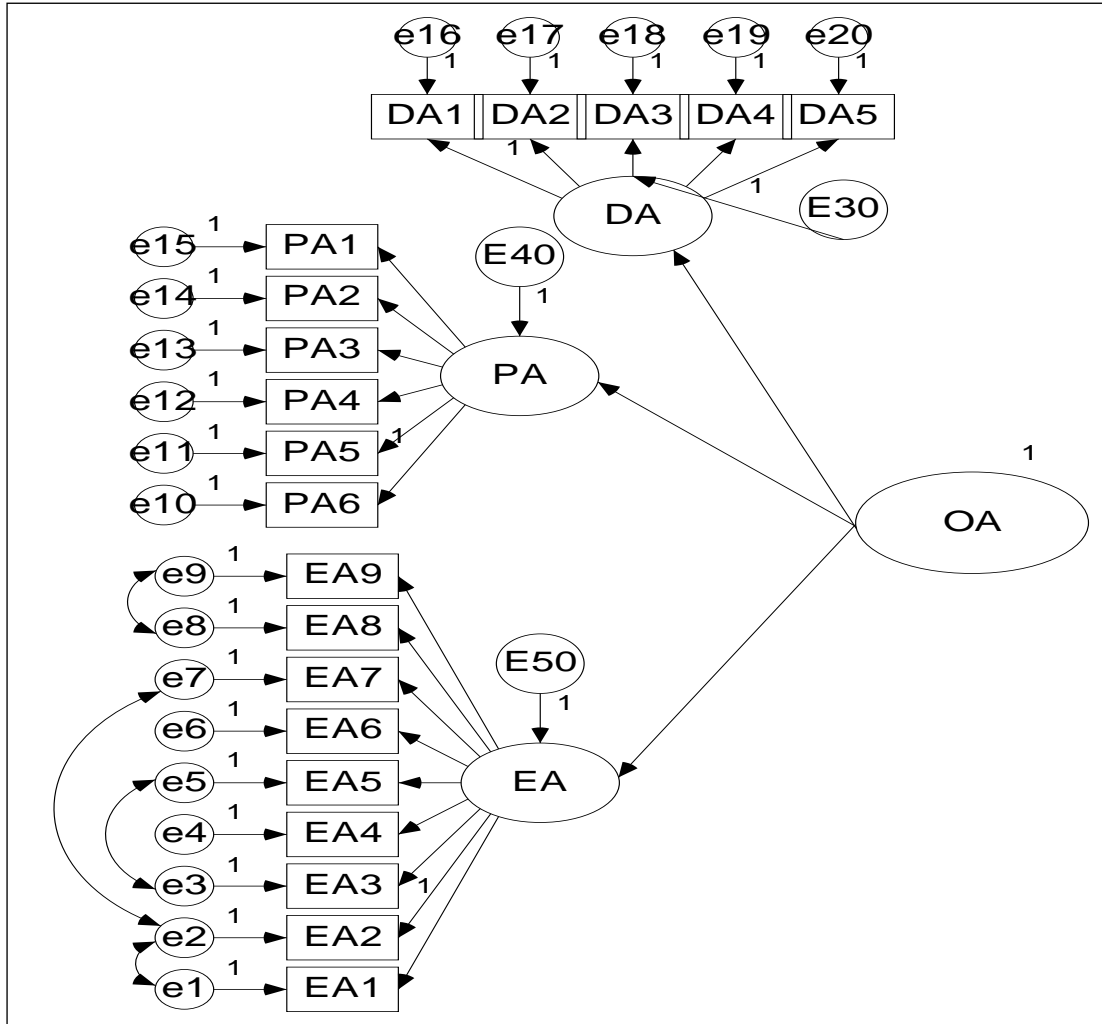 e16 e17 e18 e19 e20
1 1 1 1 1
DA1 DA2 DA3 DA4 DA5
1
1
DA
E30
e15 1 PA1
E40
1
e14 1 PA2
e13 1 PA3
PA
e12 1 PA4
e11 1 PA5 1
e10 1 PA6
1
OA
e9 1 EA9
e8 1 EA8
E50
1
e7 1 EA7
e6 1 EA6
e5 1 EA5
EA
e4 1 EA4
e3 1 EA3 1
e2 1 EA2
e1 1 EA1